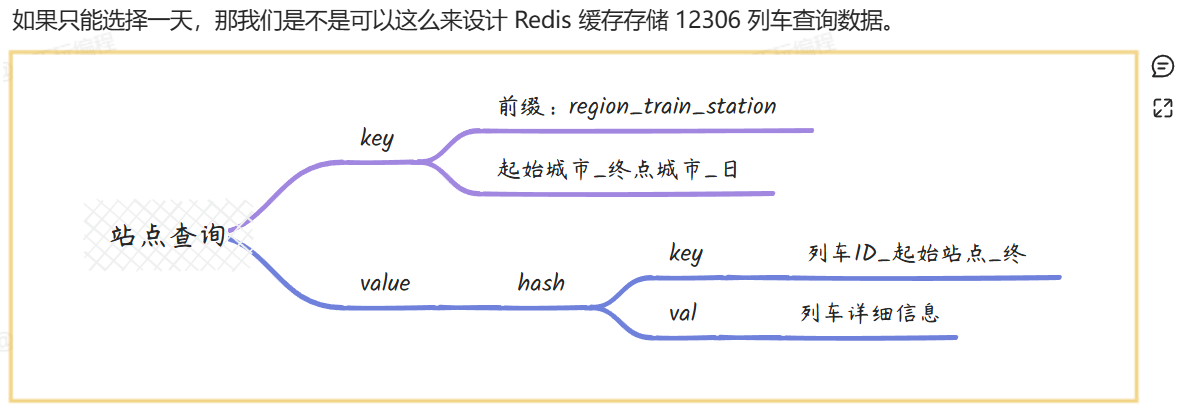 如果只能选择一天，那我们是不是可以这么来设计 Redis 缓存存储 12306 列车查询数据。
前缀：region_train_station
key
起始城市_终点城市_日
站点查询
key
列车ID_起始站点_终
value
hash
val
列车详细信息